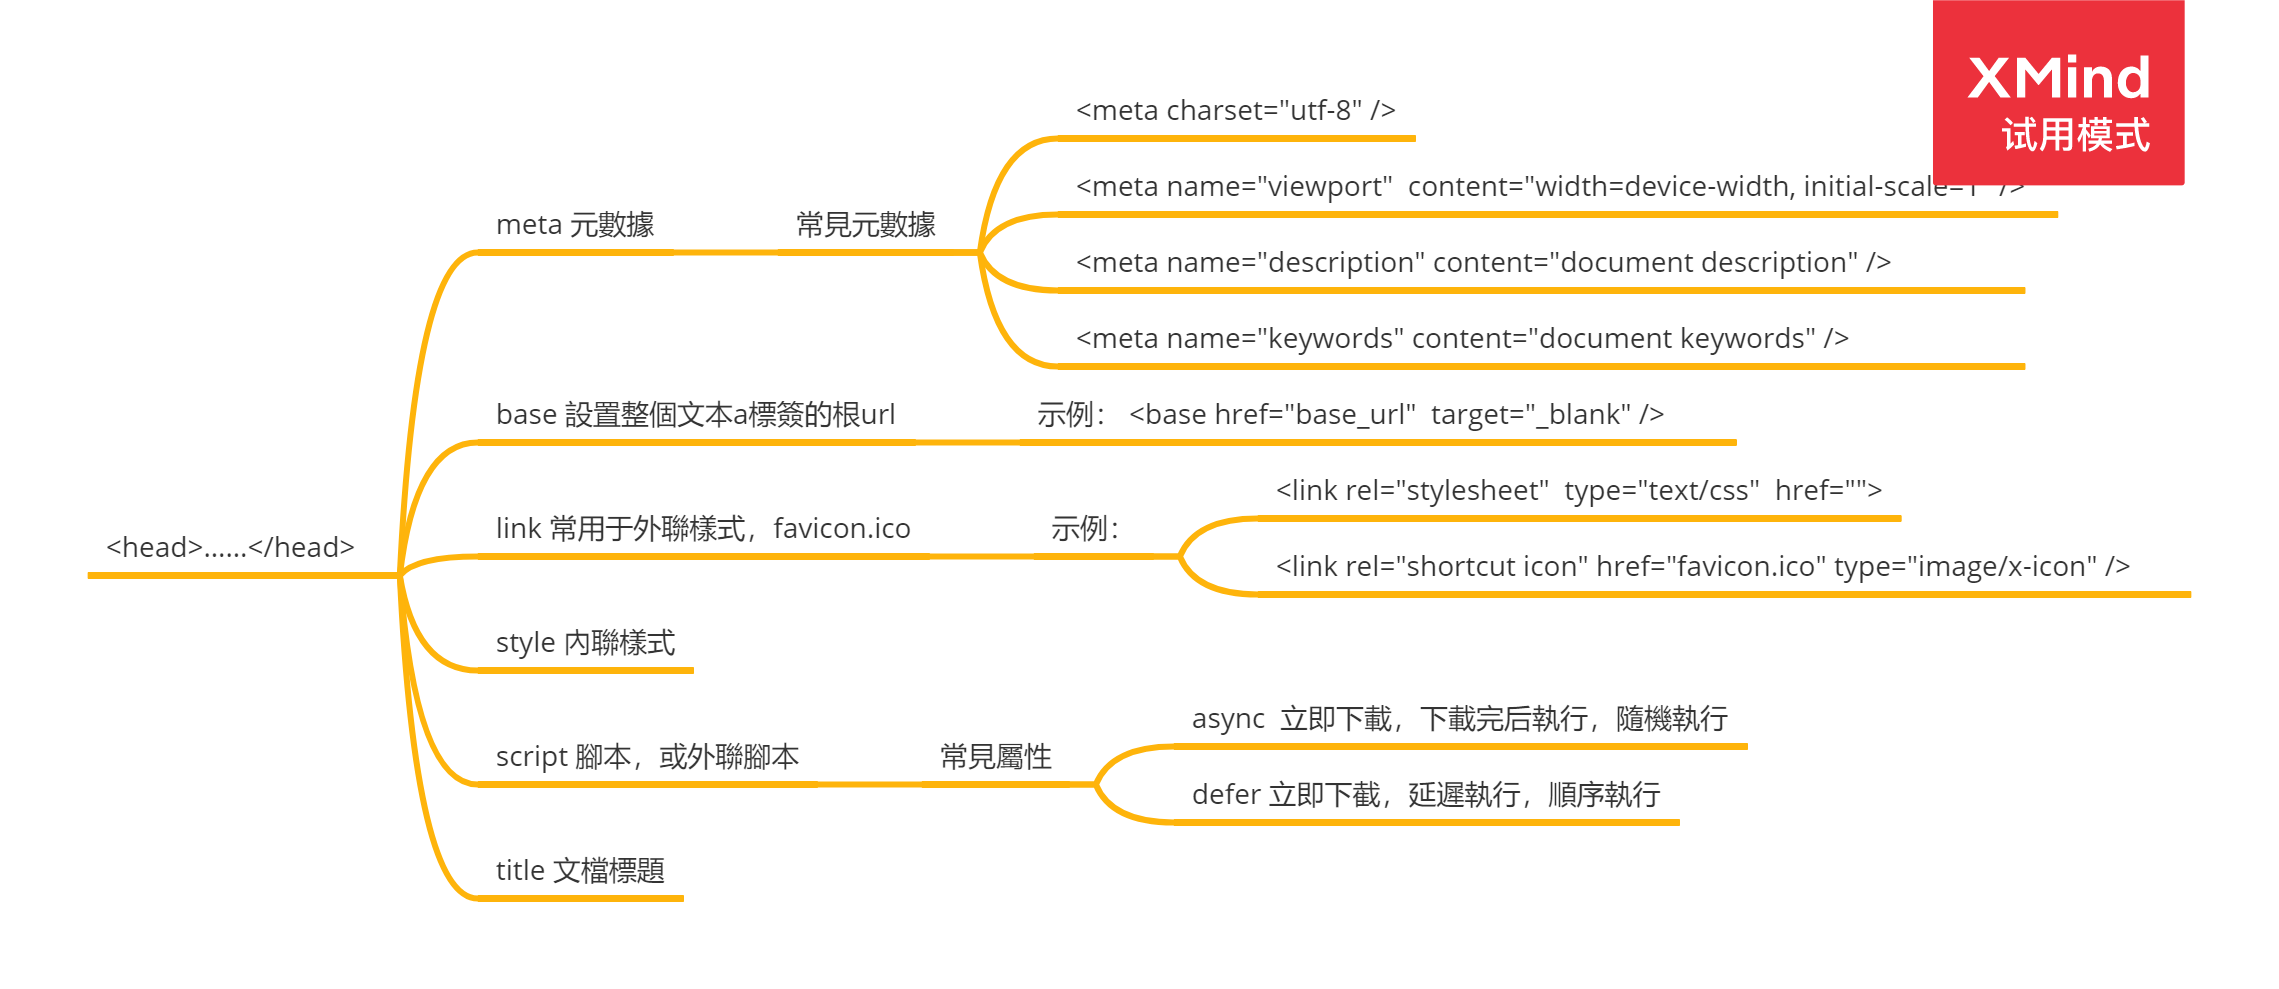 XMind
试用模式
<meta charset="utf-8" />
<meta name="viewport"  content="width=device-width, initial-scale=1" />
meta 元數據
常見元數據
<meta name="description" content="document description" />
<meta name="keywords" content="document keywords" />
base 設置整個文本a標簽的根url
示例： <base href="base_url"  target="_blank" />
<link rel="stylesheet"  type="text/css"  href="">
link 常用于外聯樣式，favicon.ico
示例：
<head>......</head>
<link rel="shortcut icon" href="favicon.ico" type="image/x-icon" />
style 內聯樣式
async  立即下載，下載完后執行，隨機執行
script 腳本，或外聯腳本
常見屬性
defer 立即下截，延遲執行，順序執行
title 文檔標題